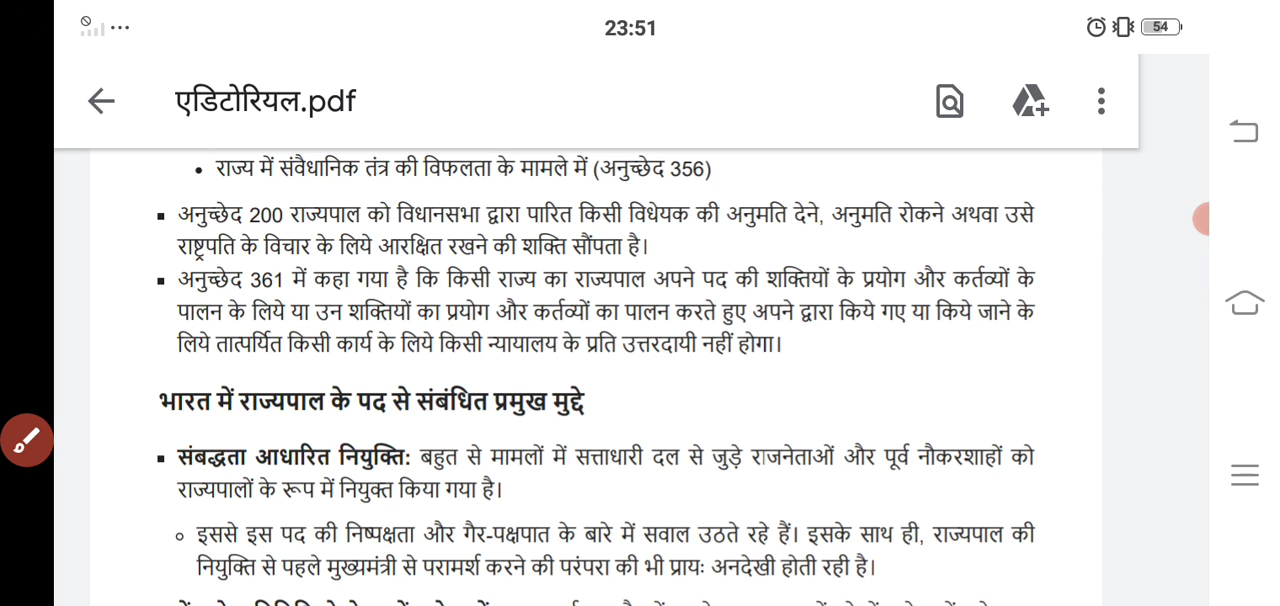 23:51
54
एडिटोरियल.pdf
• राज्य में संवैधानिक तंत्र की विफलता के मामले में (अनुच्छेद 356)
▪ अनुच्छेद 200 राज्यपाल को विधानसभा द्वारा पारित किसी विधेयक की अनुमति देने, अनुमति रोकने अथवा उसे
राष्ट्रपति के विचार के लिये आरक्षित रखने की शक्ति सौंपता है।
▪ अनुच्छेद 361 में कहा गया है कि किसी राज्य का राज्यपाल अपने पद की शक्तियों के प्रयोग और कर्तव्यों के
पालन के लिये या उन शक्तियों का प्रयोग और कर्तव्यों का पालन करते हुए अपने द्वारा किये गए या किये जाने के
लिये तात्पर्यित किसी कार्य के लिये किसी न्यायालय के प्रति उत्तरदायी नहीं होगा।
भारत में राज्यपाल के पद से संबंधित प्रमुख मुद्दे
▪ संबद्धता आधारित नियुक्ति: बहुत से मामलों में सत्ताधारी दल से जुड़े राजनेताओं और पूर्व नौकरशाहों को
राज्यपालों के रूप में नियुक्त किया गया है।
○ इससे इस पद की निष्पक्षता और गैर-पक्षपात के बारे में सवाल उठते रहे हैं। इसके साथ ही, राज्यपाल की
नियुक्ति से पहले मुख्यमंत्री से परामर्श करने की परंपरा की भी प्रायः अनदेखी होती रही है।